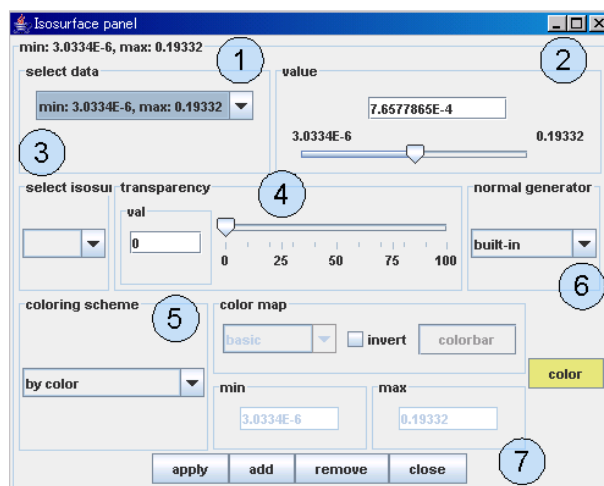 Isosurface panel
min: 3.0334E-6, max: 0.19332
1
2
select data
value
min: 3.0334E-6, max: 0.19332
7.6577865E-4
3
3.0334E-6
0.19332
select isosur
transparency
4
normal generator
val
0
0 25 50 75 100
built-in
6
coloring scheme
5
color map
basic
invert
colorbar
by color
color
min
max
3.0334E-6
0.19332
7
apply
add
remove
close